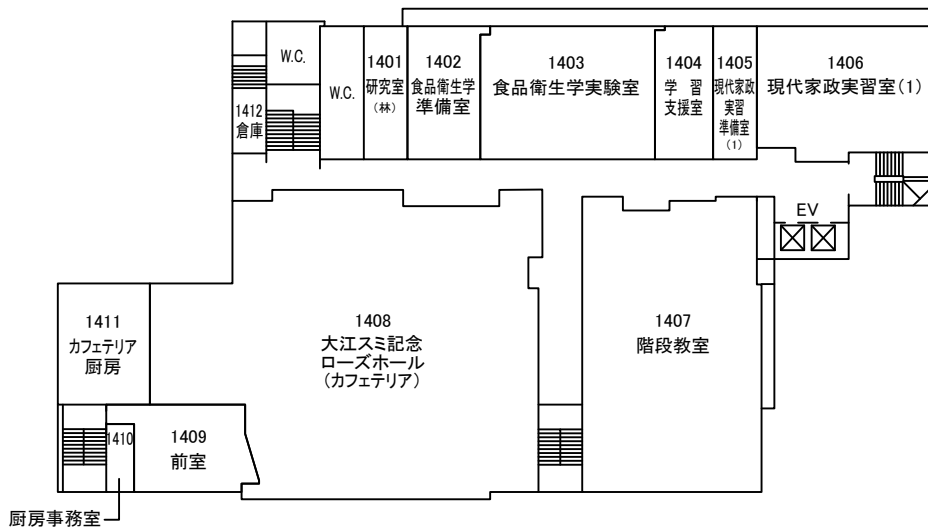 W.C.
W.C.
1412
倉庫
1401
研究室
（林）
1402
食品衛生学
準備室
1403
食品衛生学実験室
1404
学習
支援室
1405
現代家政
実習
準備室
（1）
1406
現代家政実習室（1）
EV
1411
カフェテリア
厨房
1408
大江スミ記念
ローズホール
（カフェテリア）
1407
階段教室
1410
1409
前室
厨房事務室